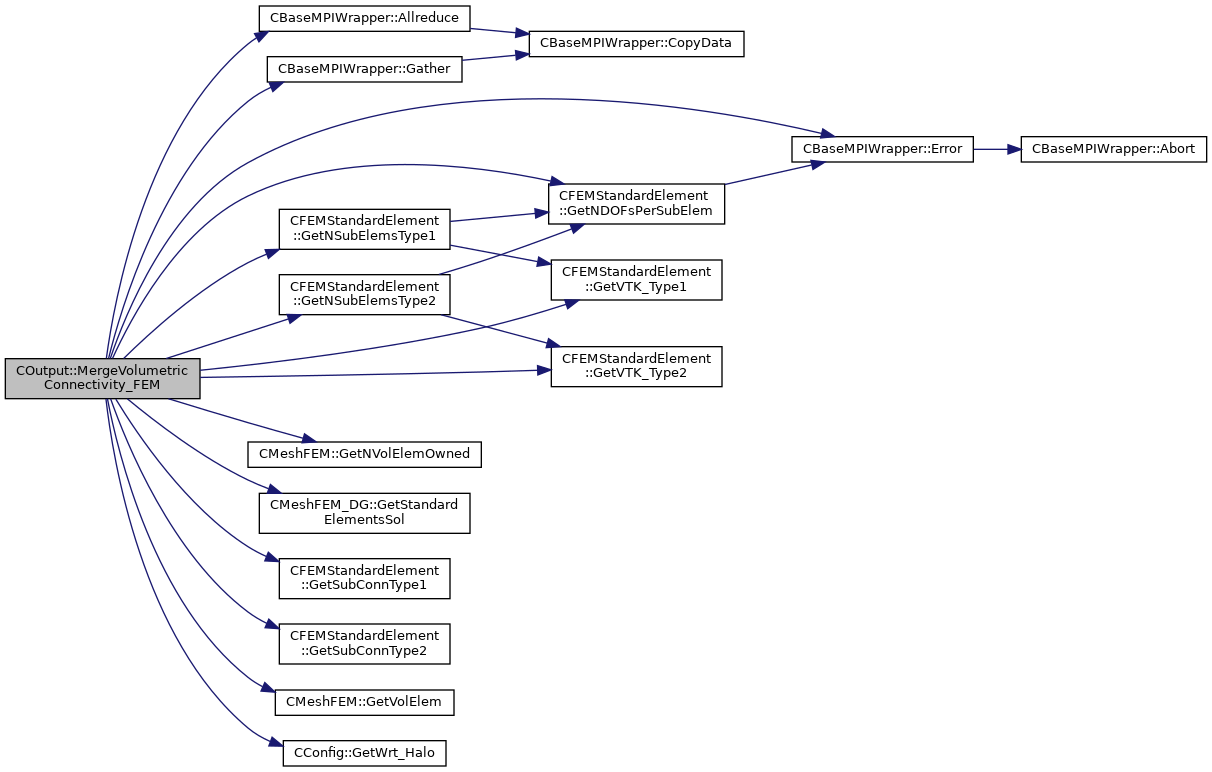 CBaseMPIWrapper::Allreduce
CBaseMPIWrapper::CopyData
CBaseMPIWrapper::Gather
CBaseMPIWrapper::Error
CBaseMPIWrapper::Abort
CFEMStandardElement
::GetNDOFsPerSubElem
CFEMStandardElement
::GetNSubElemsType1
CFEMStandardElement
::GetVTK_Type1
CFEMStandardElement
::GetNSubElemsType2
CFEMStandardElement
::GetVTK_Type2
COutput::MergeVolumetric
Connectivity_FEM
CMeshFEM::GetNVolElemOwned
CMeshFEM_DG::GetStandard
ElementsSol
CFEMStandardElement
::GetSubConnType1
CFEMStandardElement
::GetSubConnType2
CMeshFEM::GetVolElem
CConfig::GetWrt_Halo